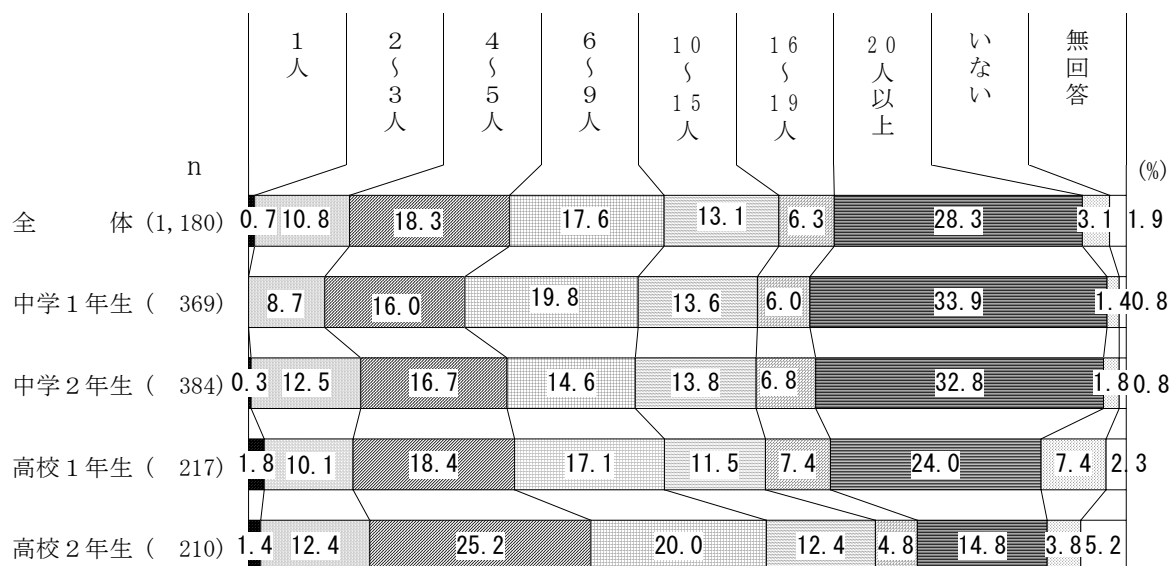 1人
2～3人
4～5人
6～9人
10～15人
16～19人
20人以上
いない
無回答
n
(%)
全体(1,180) 0.7 10.8 18.3 17.6 13.1 6.3 28.3 3.1 1.9
中学1年生( 369) 8.7 16.0 19.8 13.6 6.0 33.9 1.4 0.8
中学2年生( 384) 0.3 12.5 16.7 14.6 13.8 6.8 32.8 1.8 0.8
高校1年生( 217) 1.8 10.1 18.4 17.1 11.5 7.4 24.0 7.4 2.3
高校2年生( 210) 1.4 12.4 25.2 20.0 12.4 4.8 14.8 3.8 5.2